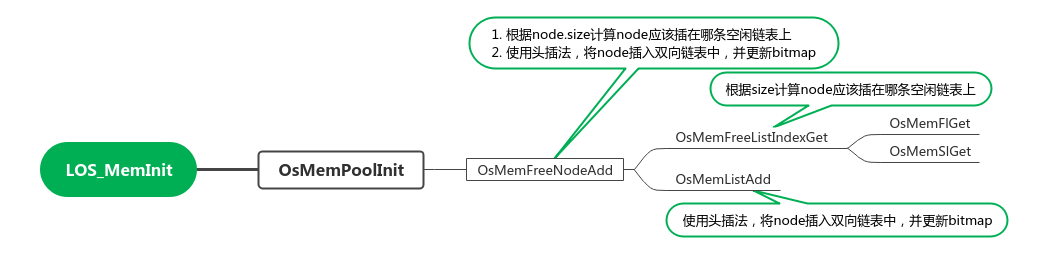 1. 根据node.size计算node应该插在哪条空闲链表上
2. 使用头插法，将node插入双向链表中，并更新bitmap
根据size计算node应该插在哪条空闲链表上
OsMemFlGet
OsMemFreeListIndexGet
OsMemSlGet
LOS_MemInit
OsMemPoolInit
OsMemFreeNodeAdd
OsMemListAdd
使用头插法，将node插入双向链表中，并更新bitmap